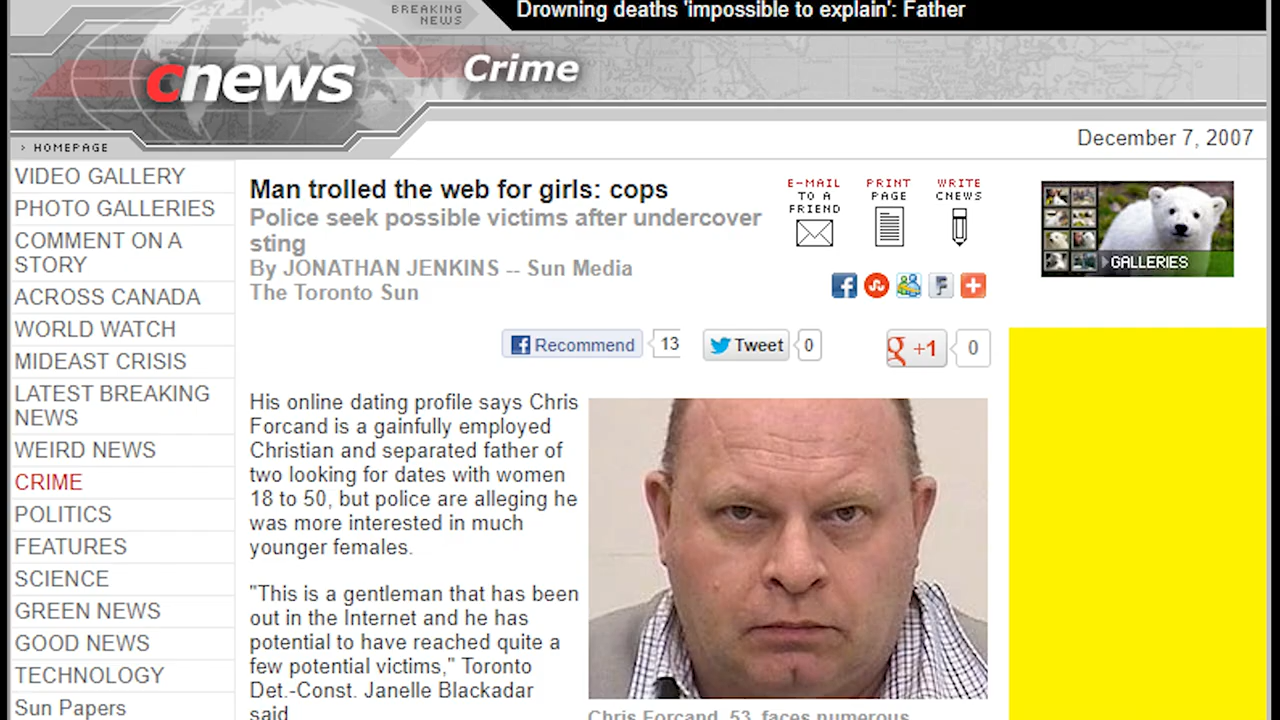 BREAKING
NEWS
Drowning deaths 'impossible to explain': Father
cnews
Crime
› HOMEPAGE
December 7, 2007
VIDEO GALLERY
PHOTO GALLERIES
COMMENT ON A
STORY
ACROSS CANADA
WORLD WATCH
MIDEAST CRISIS
LATEST BREAKING
NEWS
WEIRD NEWS
CRIME
POLITICS
FEATURES
SCIENCE
GREEN NEWS
GOOD NEWS
TECHNOLOGY
Sun Papers
Man trolled the web for girls: cops
Police seek possible victims after undercover
sting
By JONATHAN JENKINS -- Sun Media
The Toronto Sun
E-MAIL
TO A
FRIEND
PRINT
PAGE
WRITE
CNEWS
GALLERIES
Recommend 13
Tweet 0
+1 0
His online dating profile says Chris
Forcand is a gainfully employed
Christian and separated father of
two looking for dates with women
18 to 50, but police are alleging he
was more interested in much
younger females.
"This is a gentleman that has been
out in the Internet and he has
potential to have reached quite a
few potential victims," Toronto
Det.-Const. Janelle Blackadar
said
Chris Forcand, 53, faces numerous